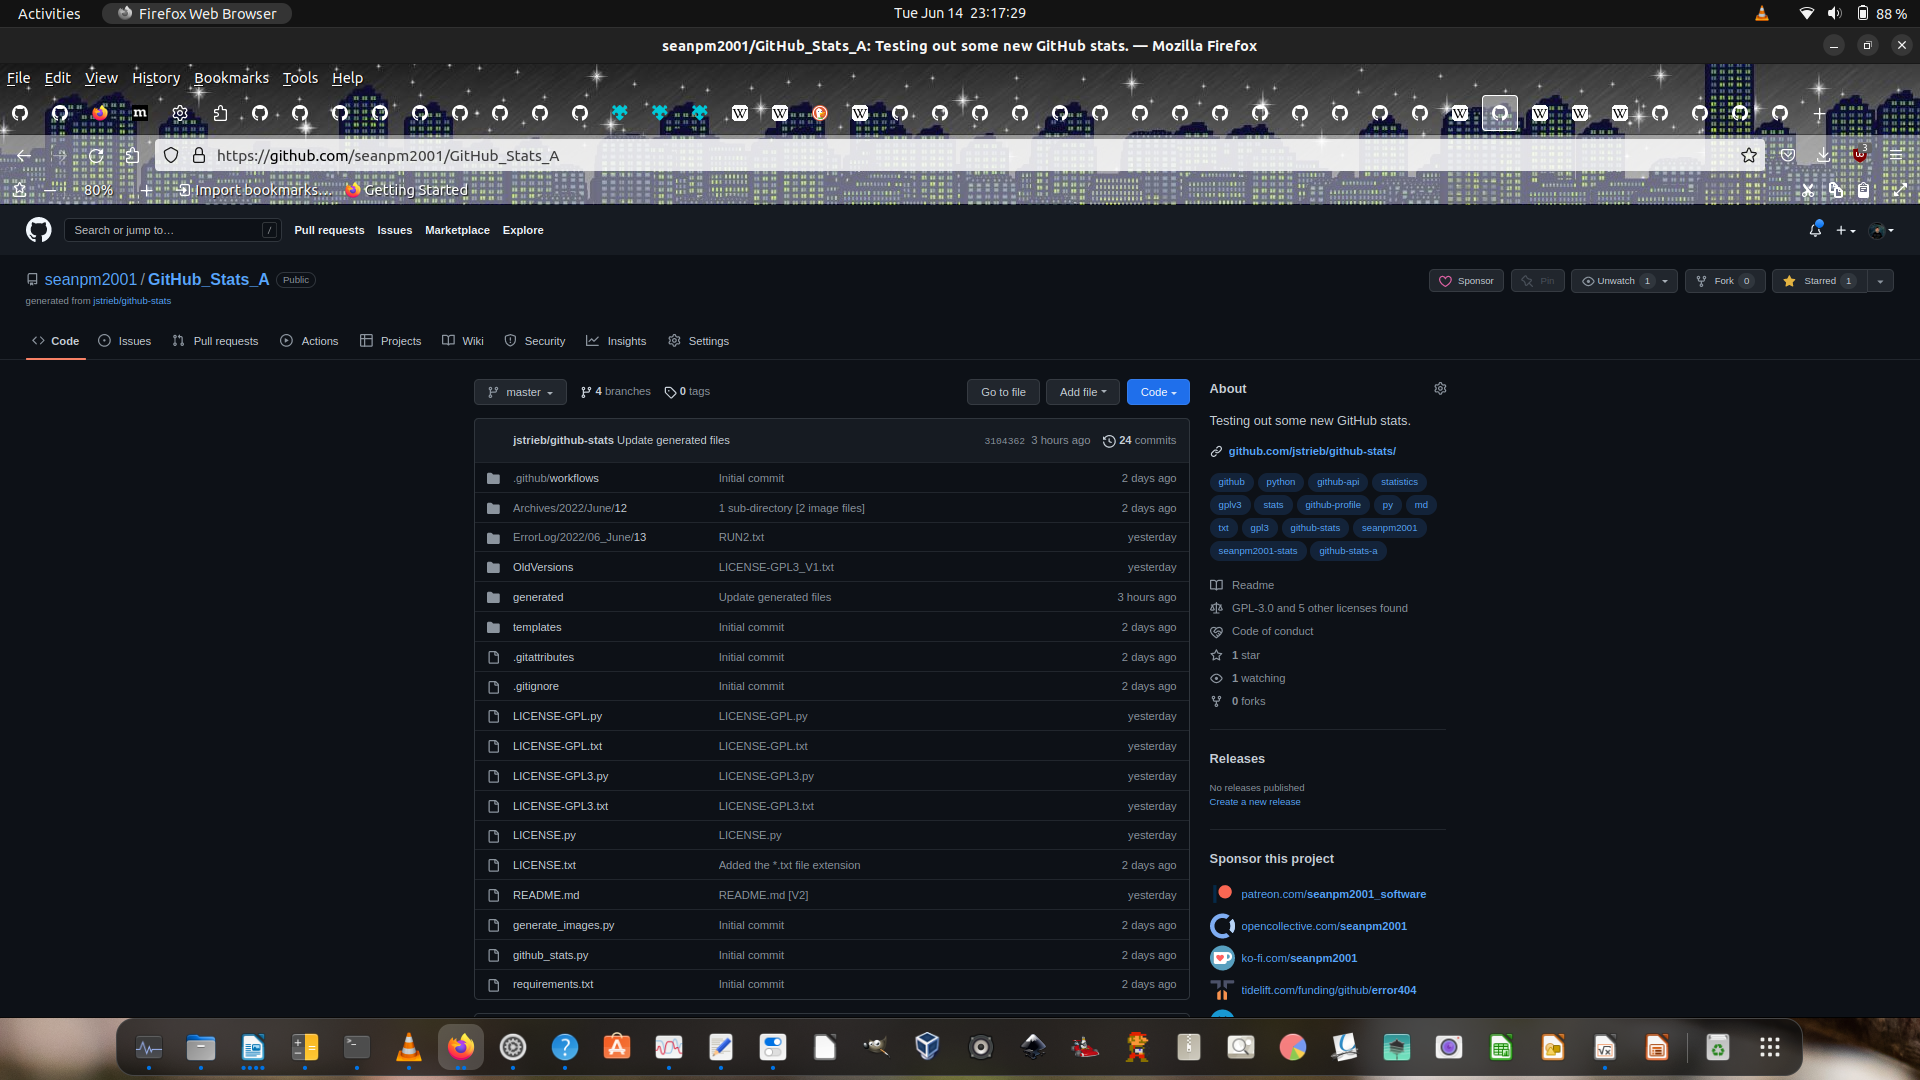 Activities Firefox Web Browser Tue Jun 14 23:17:29 88 %
seanpm2001/GitHub_Stats_A: Testing out some new GitHub stats. — Mozilla Firefox
File Edit View History Bookmarks Tools Help
https://github.com/seanpm2001/GitHub_Stats_A 3
80% Import bookmarks... Getting Started
Search or jump to... / Pull requests Issues Marketplace Explore
seanpm2001 / GitHub_Stats_A Public
Sponsor Pin Unwatch 1 Fork 0 Starred 1
generated from jstrieb/github-stats
Code Issues Pull requests Actions Projects Wiki Security Insights Settings
master 4 branches 0 tags Go to file Add file Code
jstrieb/github-stats Update generated files 3104362 3 hours ago 24 commits
.github/workflows Initial commit 2 days ago
Archives/2022/June/12 1 sub-directory [2 image files] 2 days ago
ErrorLog/2022/06_June/13 RUN2.txt yesterday
OldVersions LICENSE-GPL3_V1.txt yesterday
generated Update generated files 3 hours ago
templates Initial commit 2 days ago
.gitattributes Initial commit 2 days ago
.gitignore Initial commit 2 days ago
LICENSE-GPL.py LICENSE-GPL.py yesterday
LICENSE-GPL.txt LICENSE-GPL.txt yesterday
LICENSE-GPL3.py LICENSE-GPL3.py yesterday
LICENSE-GPL3.txt LICENSE-GPL3.txt yesterday
LICENSE.py LICENSE.py yesterday
LICENSE.txt Added the *.txt file extension 2 days ago
README.md README.md [V2] yesterday
generate_images.py Initial commit 2 days ago
github_stats.py Initial commit 2 days ago
requirements.txt Initial commit 2 days ago
About
Testing out some new GitHub stats.
github.com/jstrieb/github-stats/
github python github-api statistics
gplv3 stats github-profile py md
txt gpl3 github-stats seanpm2001
seanpm2001-stats github-stats-a
Readme
GPL-3.0 and 5 other licenses found
Code of conduct
1 star
1 watching
0 forks
Releases
No releases published
Create a new release
Sponsor this project
patreon.com/seanpm2001_software
opencollective.com/seanpm2001
ko-fi.com/seanpm2001
tidelift.com/funding/github/error404